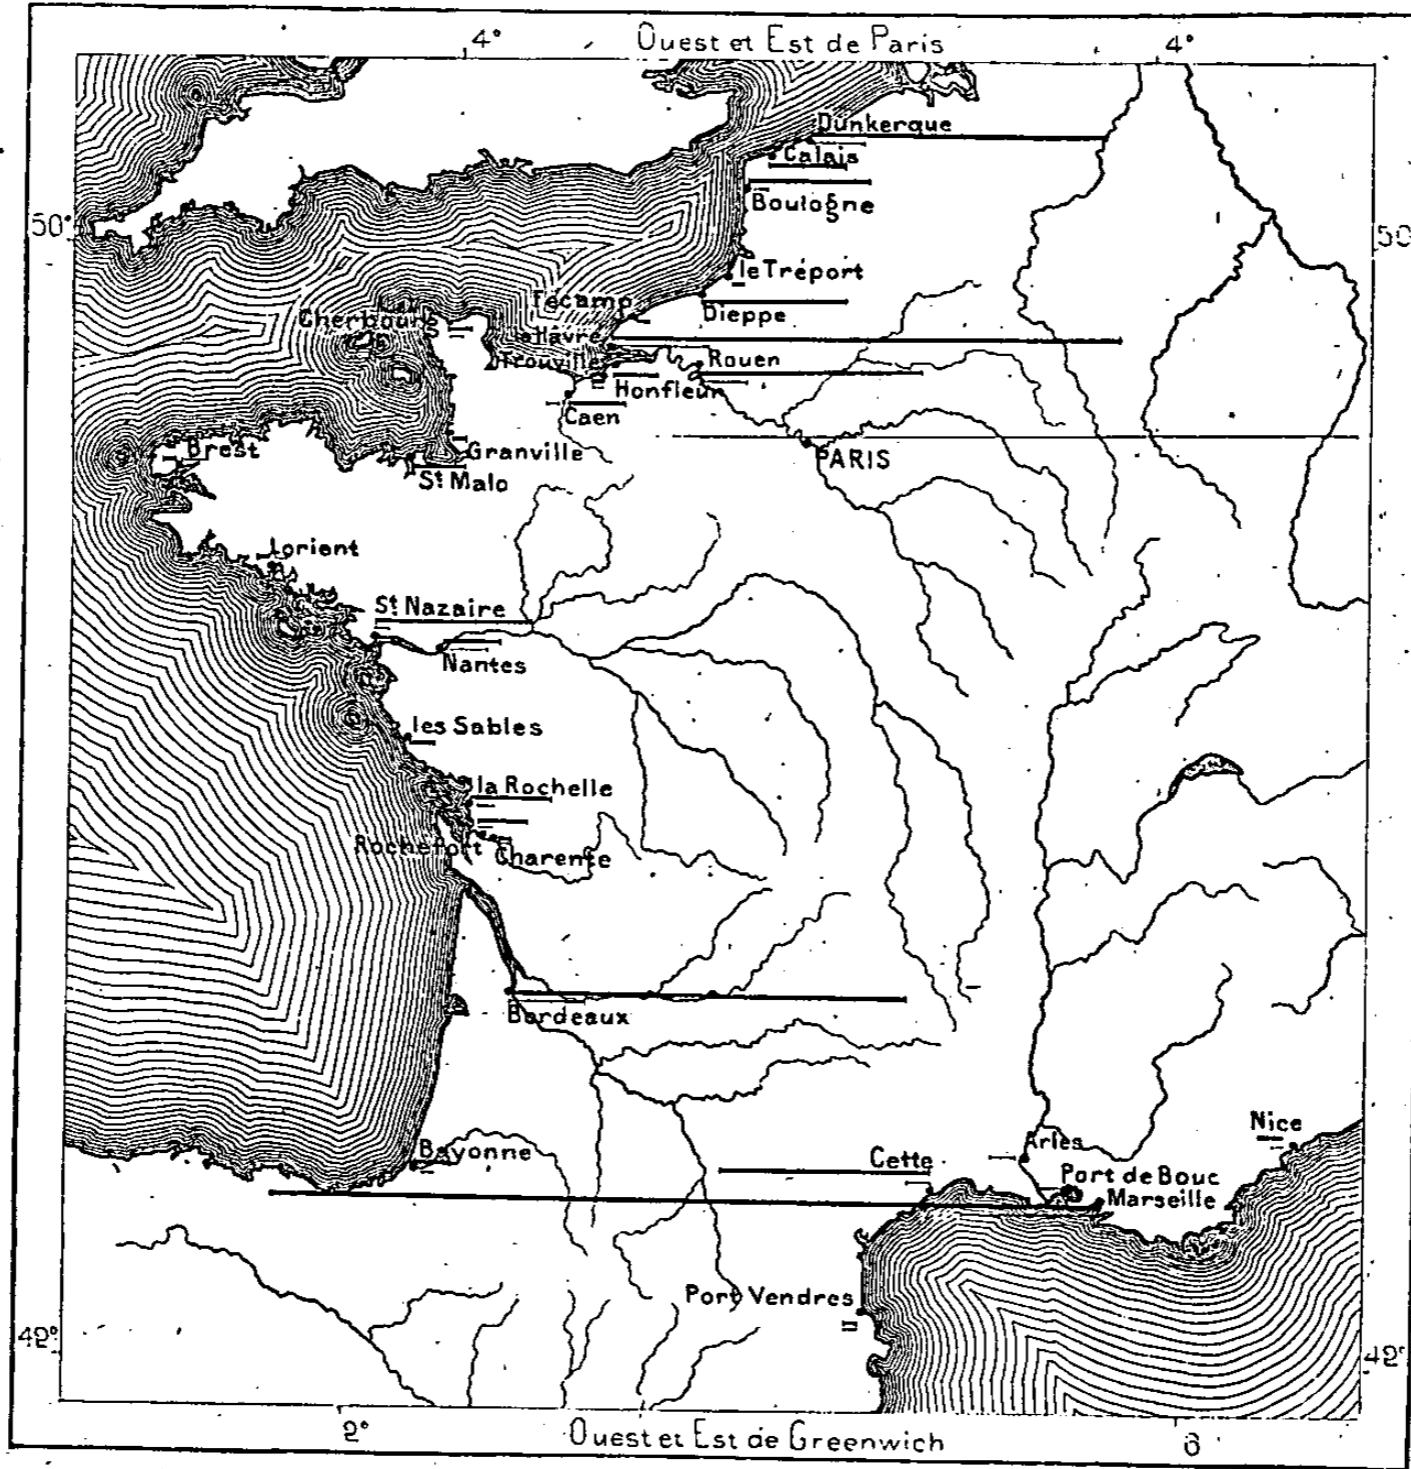 4° Ouest et Est de Paris 4°
Dunkerque
Calais
Boulogne
50° 50
le Tréport
Fécamp
Dieppe
Cherbourg
le Havre
Trouville
Rouen
Honfleur
Caen
Brest
Granville
PARIS
St Malo
Lorient
St Nazaire
Nantes
les Sables
la Rochelle
Rochefort
Charente
Bordeaux
Nice
Arles
Bayonne
Cette
Port de Bouc
Marseille
Port Vendres
42° 42°
2° Ouest et Est de Greenwich 6